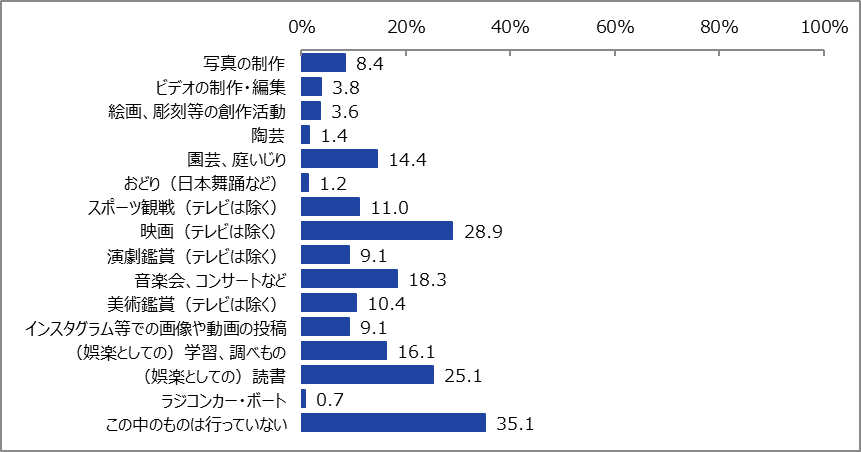 0% 20% 40% 60% 80% 100%
写真の制作 8.4
ビデオの制作・編集 3.8
絵画、彫刻等の創作活動 3.6
陶芸 1.4
園芸、庭いじり 14.4
おどり（日本舞踊など） 1.2
スポーツ観戦（テレビは除く） 11.0
映画（テレビは除く） 28.9
演劇鑑賞（テレビは除く） 9.1
音楽会、コンサートなど 18.3
美術鑑賞（テレビは除く） 10.4
インスタグラム等での画像や動画の投稿 9.1
（娯楽としての）学習、調べもの 16.1
（娯楽としての）読書 25.1
ラジコンカー・ボート 0.7
この中のものは行っていない 35.1